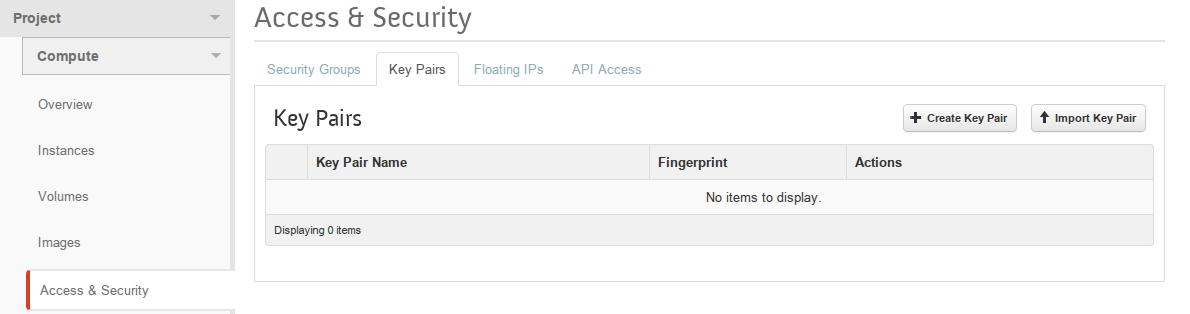 Project
Compute
Overview
Instances
Volumes
Images
Access & Security
Access & Security
Security Groups Key Pairs Floating IPs API Access
Key Pairs
Create Key Pair Import Key Pair
Key Pair Name Fingerprint Actions
No items to display.
Displaying 0 items